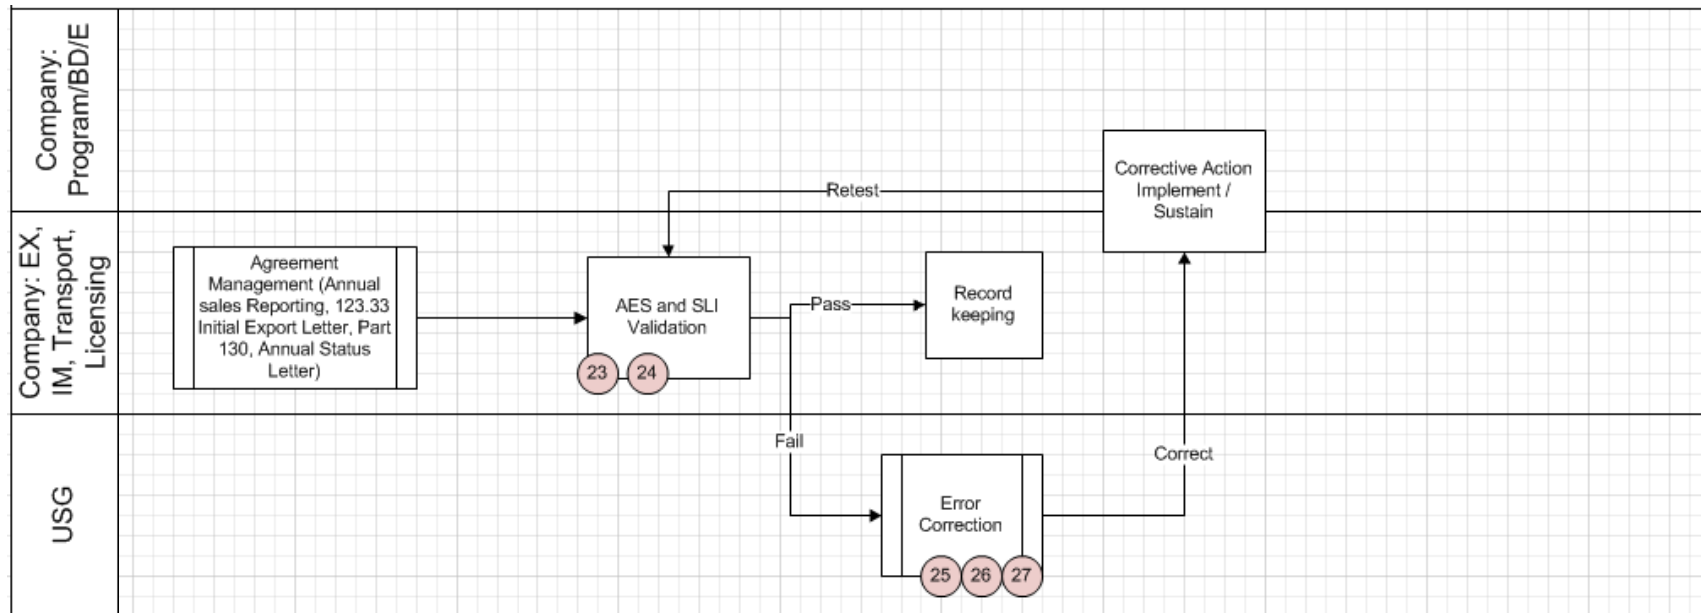 Company:
Program/BD/E
Corrective Action
Implement /
Sustain
Retest
Company: EX,
IM, Transport,
Licensing
Agreement
Management (Annual
sales Reporting, 123.33
Initial Export Letter, Part
130, Annual Status
Letter)
AES and SLI
Validation
23
24
Pass
Record
keeping
USG
Fail
Error
Correction
25
26
27
Correct